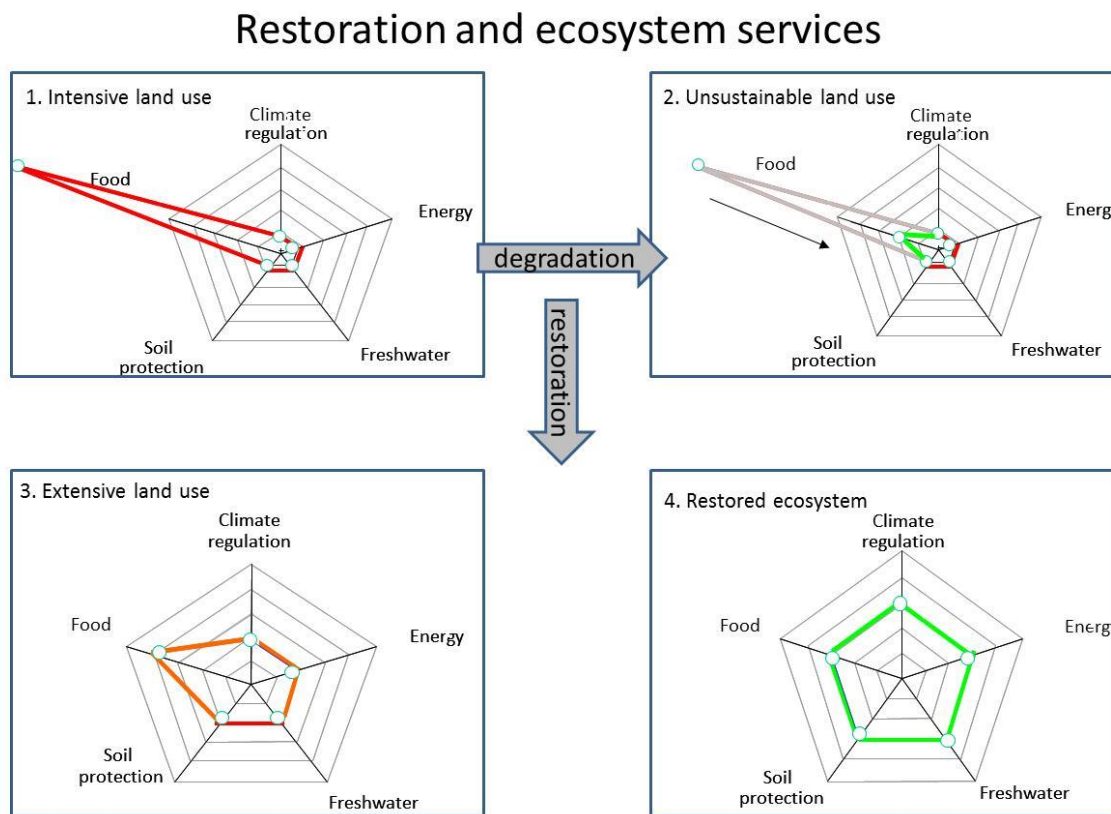 Restoration and ecosystem services
1. Intensive land use
Climate
regulation
Food
Energy
Soil
protection
Freshwater
degradation
restoration
2. Unsustainable land use
Climate
regulation
Food
Energ
Soil
protection
Freshwater
3. Extensive land use
Climate
regulation
Food
Energy
Soil
protection
Freshwater
4. Restored ecosystem
Climate
regulation
Food
Energ
Soil
protection
Freshwater